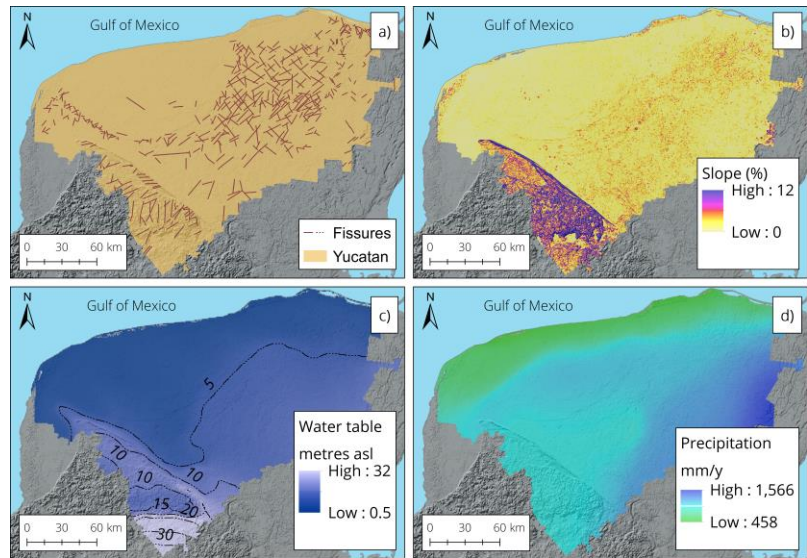 N
Gulf of Mexico
a)
Fissures
Yucatan
0 30 60 km
N
Gulf of Mexico
b)
Slope (%)
High : 12
Low : 0
0 30 60 km
N
Gulf of Mexico
c)
5
10
10
10
15
20
30
Water table
metres asl
High : 32
Low : 0.5
0 30 60 km
N
Gulf of Mexico
d)
Precipitation
mm/y
High : 1,566
Low : 458
0 30 60 km